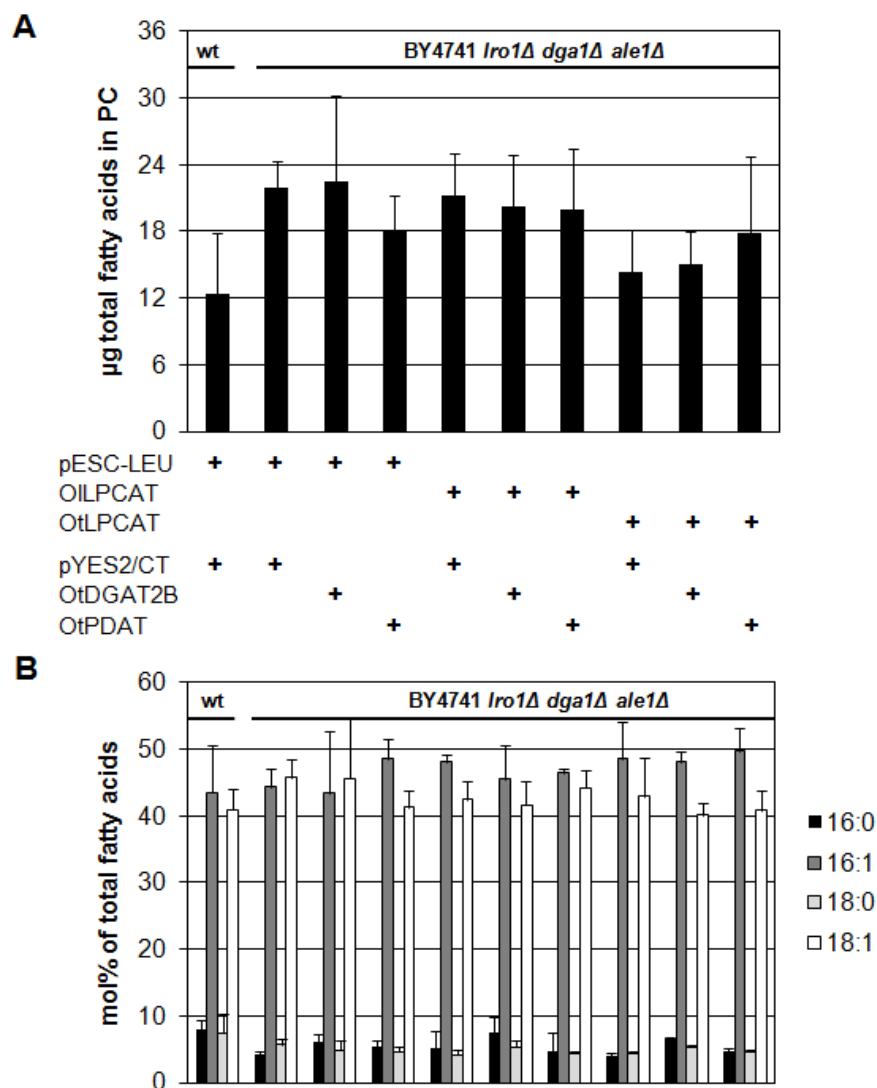 A
µg total fatty acids in PC
36
30
24
18
12
6
0
wt
BY4741 lro1Δ dga1Δ ale1Δ
pESC-LEU + + + +
OlLPCAT + + +
OtLPCAT + + +
pYES2/CT + + + +
OtDGAT2B + + +
OtPDAT + + +
B
mol% of total fatty acids
60
50
40
30
20
10
0
wt
BY4741 lro1Δ dga1Δ ale1Δ
16:0
16:1
18:0
18:1